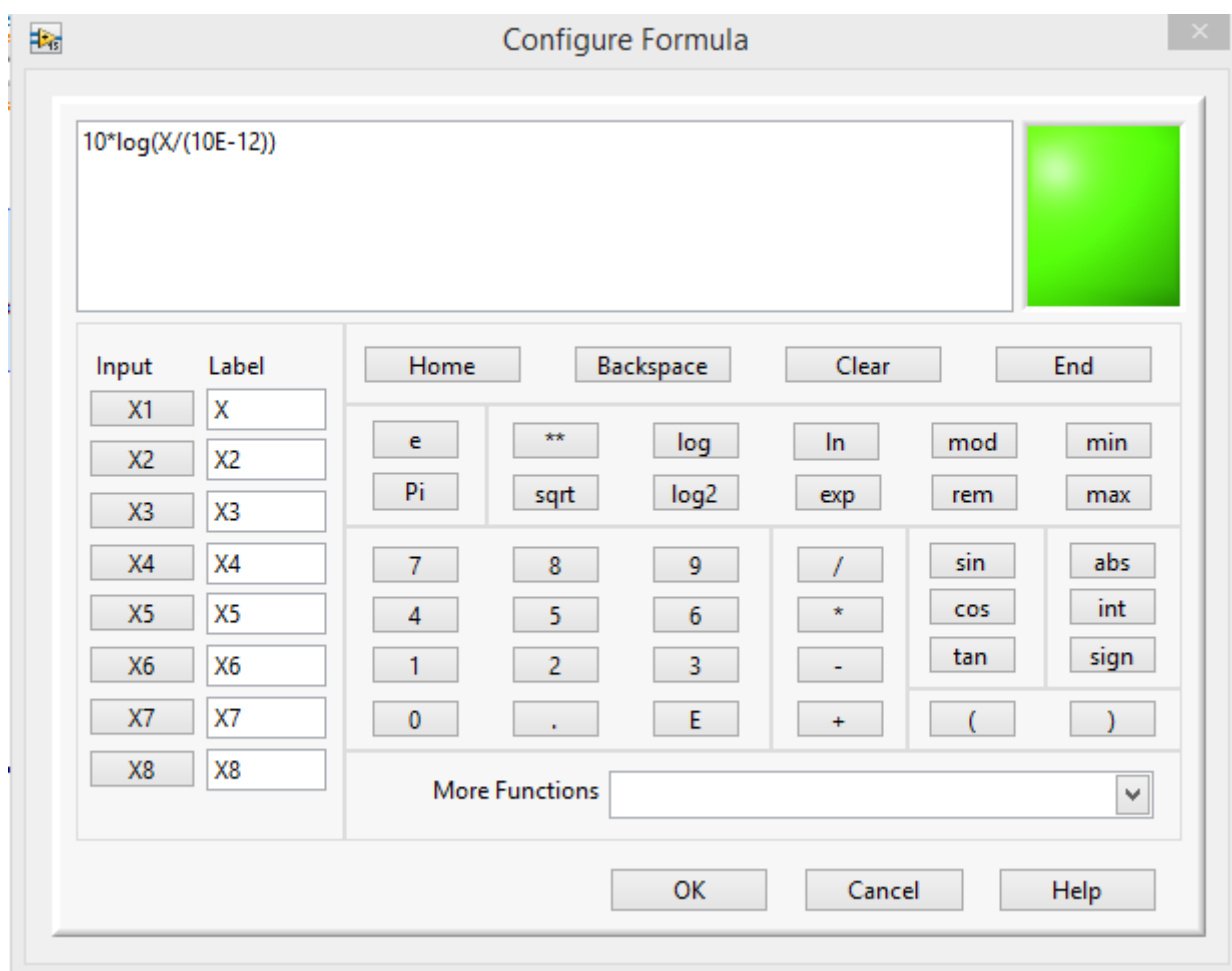 Configure Formula
10*log(X/(10E-12))
Input Label
X1 X
X2 X2
X3 X3
X4 X4
X5 X5
X6 X6
X7 X7
X8 X8
Home Backspace Clear End
e ** log ln mod min
Pi sqrt log2 exp rem max
7 8 9 / sin abs
4 5 6 * cos int
1 2 3 - tan sign
0 . E + ( )
More Functions
OK Cancel Help